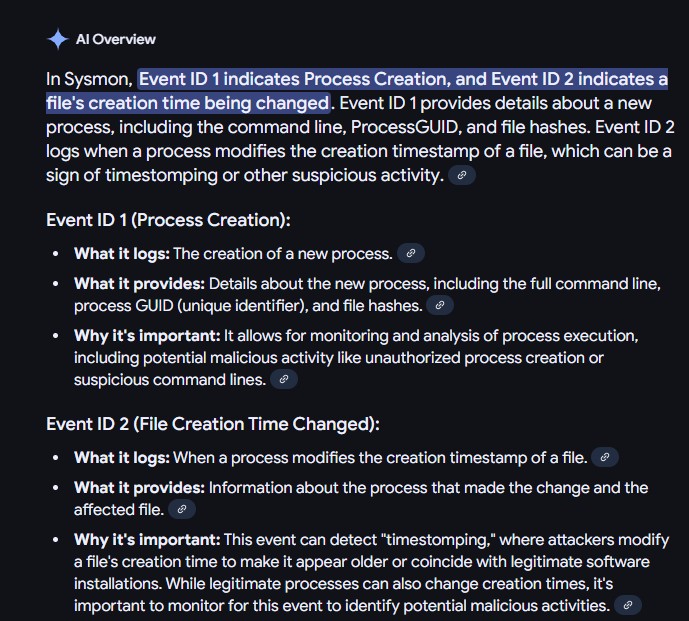 AI Overview
In Sysmon, Event ID 1 indicates Process Creation, and Event ID 2 indicates a
file's creation time being changed. Event ID 1 provides details about a new
process, including the command line, ProcessGUID, and file hashes. Event ID 2
logs when a process modifies the creation timestamp of a file, which can be a
sign of timestomping or other suspicious activity.
Event ID 1 (Process Creation):
• What it logs: The creation of a new process.
• What it provides: Details about the new process, including the full command line,
process GUID (unique identifier), and file hashes.
• Why it's important: It allows for monitoring and analysis of process execution,
including potential malicious activity like unauthorized process creation or
suspicious command lines.
Event ID 2 (File Creation Time Changed):
• What it logs: When a process modifies the creation timestamp of a file.
• What it provides: Information about the process that made the change and the
affected file.
• Why it's important: This event can detect "timestomping," where attackers modify
a file's creation time to make it appear older or coincide with legitimate software
installations. While legitimate processes can also change creation times, it's
important to monitor for this event to identify potential malicious activities.